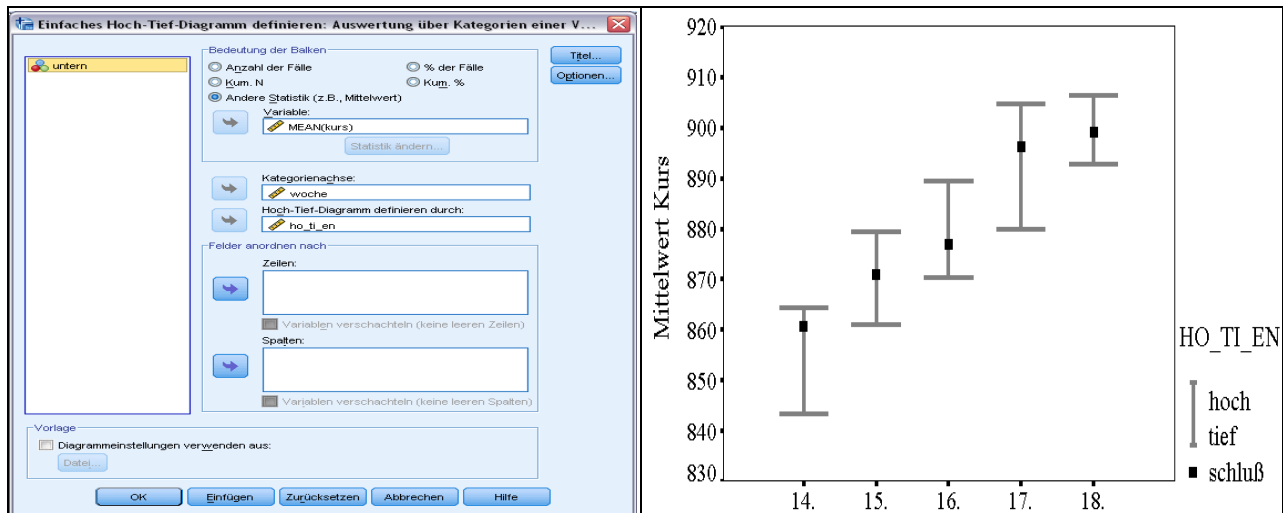 Einfaches Hoch-Tief-Diagramm definieren: Auswertung über Kategorien einer V...
untern
Bedeutung der Balken
Anzahl der Fälle
% der Fälle
Kum. N
Kum. %
Andere Statistik (z.B., Mittelwert)
Variable:
MEAN(kurs)
Statistik ändern...
Kategorienachse:
woche
Hoch-Tief-Diagramm definieren durch:
ho_ti_en
Felder anordnen nach
Zeilen:
Variablen verschachteln (keine leeren Zeilen)
Spalten:
Variablen verschachteln (keine leeren Spalten)
Titel...
Optionen...
Vorlage
Diagrammeinstellungen verwenden aus:
Datei...
OK
Einfügen
Zurücksetzen
Abbrechen
Hilfe
Mittelwert Kurs
920
910
900
890
880
870
860
850
840
830
14.
15.
16.
17.
18.
HO_TI_EN
hoch
tief
schluß